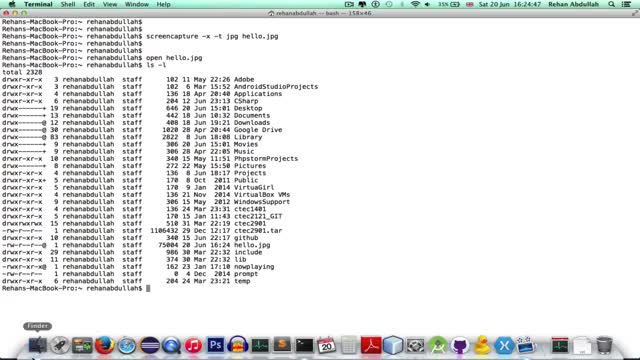 Terminal Shell Edit View Window Help 35% Sat 20 Jun 16:24:47 Rehan Abdullah
rehanabdullah — bash — 158×46
Rehans-MacBook-Pro:~ rehanabdullah$
Rehans-MacBook-Pro:~ rehanabdullah$
Rehans-MacBook-Pro:~ rehanabdullah$ screencapture -x -t jpg hello.jpg
Rehans-MacBook-Pro:~ rehanabdullah$
Rehans-MacBook-Pro:~ rehanabdullah$ open hello.jpg
Rehans-MacBook-Pro:~ rehanabdullah$ ls -l
total 2328
drwxr-xr-x 3 rehanabdullah staff 102 11 May 22:26 Adobe
drwxr-xr-x 3 rehanabdullah staff 102 6 Mar 15:52 AndroidStudioProjects
drwxr-xr-x 4 rehanabdullah staff 136 18 Apr 20:40 Applications
drwxr-xr-x 6 rehanabdullah staff 204 12 Jun 23:13 CSharp
drwx------+ 19 rehanabdullah staff 646 20 Jun 15:01 Desktop
drwx------+ 13 rehanabdullah staff 442 18 Jun 10:32 Documents
drwx------@ 12 rehanabdullah staff 408 18 Jun 19:21 Downloads
drwx------@ 30 rehanabdullah staff 1020 28 Apr 20:44 Google Drive
drwx------@ 83 rehanabdullah staff 2822 8 Jun 18:08 Library
drwx------+ 9 rehanabdullah staff 306 20 Jun 15:01 Movies
drwx------+ 9 rehanabdullah staff 306 28 Apr 22:05 Music
drwxr-xr-x 10 rehanabdullah staff 340 15 May 11:51 PhpstormProjects
drwx------+ 8 rehanabdullah staff 272 22 May 15:50 Pictures
drwxr-xr-x 4 rehanabdullah staff 136 8 Jun 18:17 Projects
drwxr-xr-x+ 5 rehanabdullah staff 170 8 Oct 2011 Public
drwxr-xr-x 5 rehanabdullah staff 170 9 Jan 2014 VirtuaGirl
drwxr-xr-x 4 rehanabdullah staff 136 21 Nov 2014 VirtualBox VMs
drwxr-xr-x 9 rehanabdullah staff 306 15 May 2012 WindowsSupport
drwxr-xr-x 4 rehanabdullah staff 136 24 Mar 23:31 ctec1401
drwxr-xr-x 5 rehanabdullah staff 170 15 Jan 11:43 ctec2121_GIT
drwxrwxrwx 15 rehanabdullah staff 510 31 Mar 22:19 ctec2901
-rw-r--r-- 1 rehanabdullah staff 1106432 29 Dec 12:17 ctec2901.tar
drwxr-xr-x 10 rehanabdullah staff 340 15 Jun 22:17 github
-rw-r--r--@ 1 rehanabdullah staff 75004 20 Jun 16:24 hello.jpg
drwxr-xr-x 29 rehanabdullah staff 986 30 Mar 22:32 include
drwxr-xr-x 11 rehanabdullah staff 374 30 Mar 22:32 lib
-rwxr-xr-x@ 1 rehanabdullah staff 162 23 Jan 17:10 nowplaying
-rw-r--r-- 1 rehanabdullah staff 0 4 Dec 2014 prompt
drwxr-xr-x 6 rehanabdullah staff 204 24 Mar 23:21 temp
Rehans-MacBook-Pro:~ rehanabdullah$
Finder
Ps
S
20